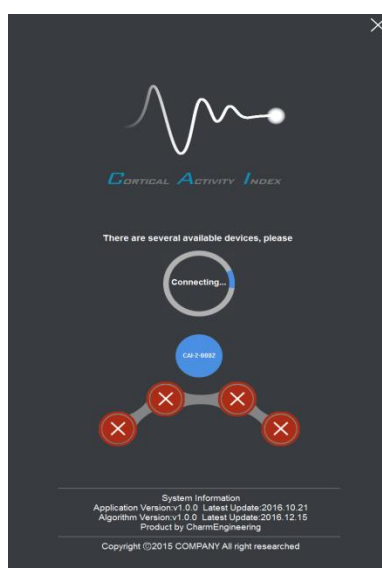 CORTICAL ACTIVITY INDEX
There are several available devices, please
Connecting...
CAI-2-0002
System Information
Application Version:v1.0.0 Latest Update:2016.10.21
Algorithm Version:v1.0.0 Latest Update:2016.12.15
Product by CharmEngineering
Copyright ©2015 COMPANY All right researched